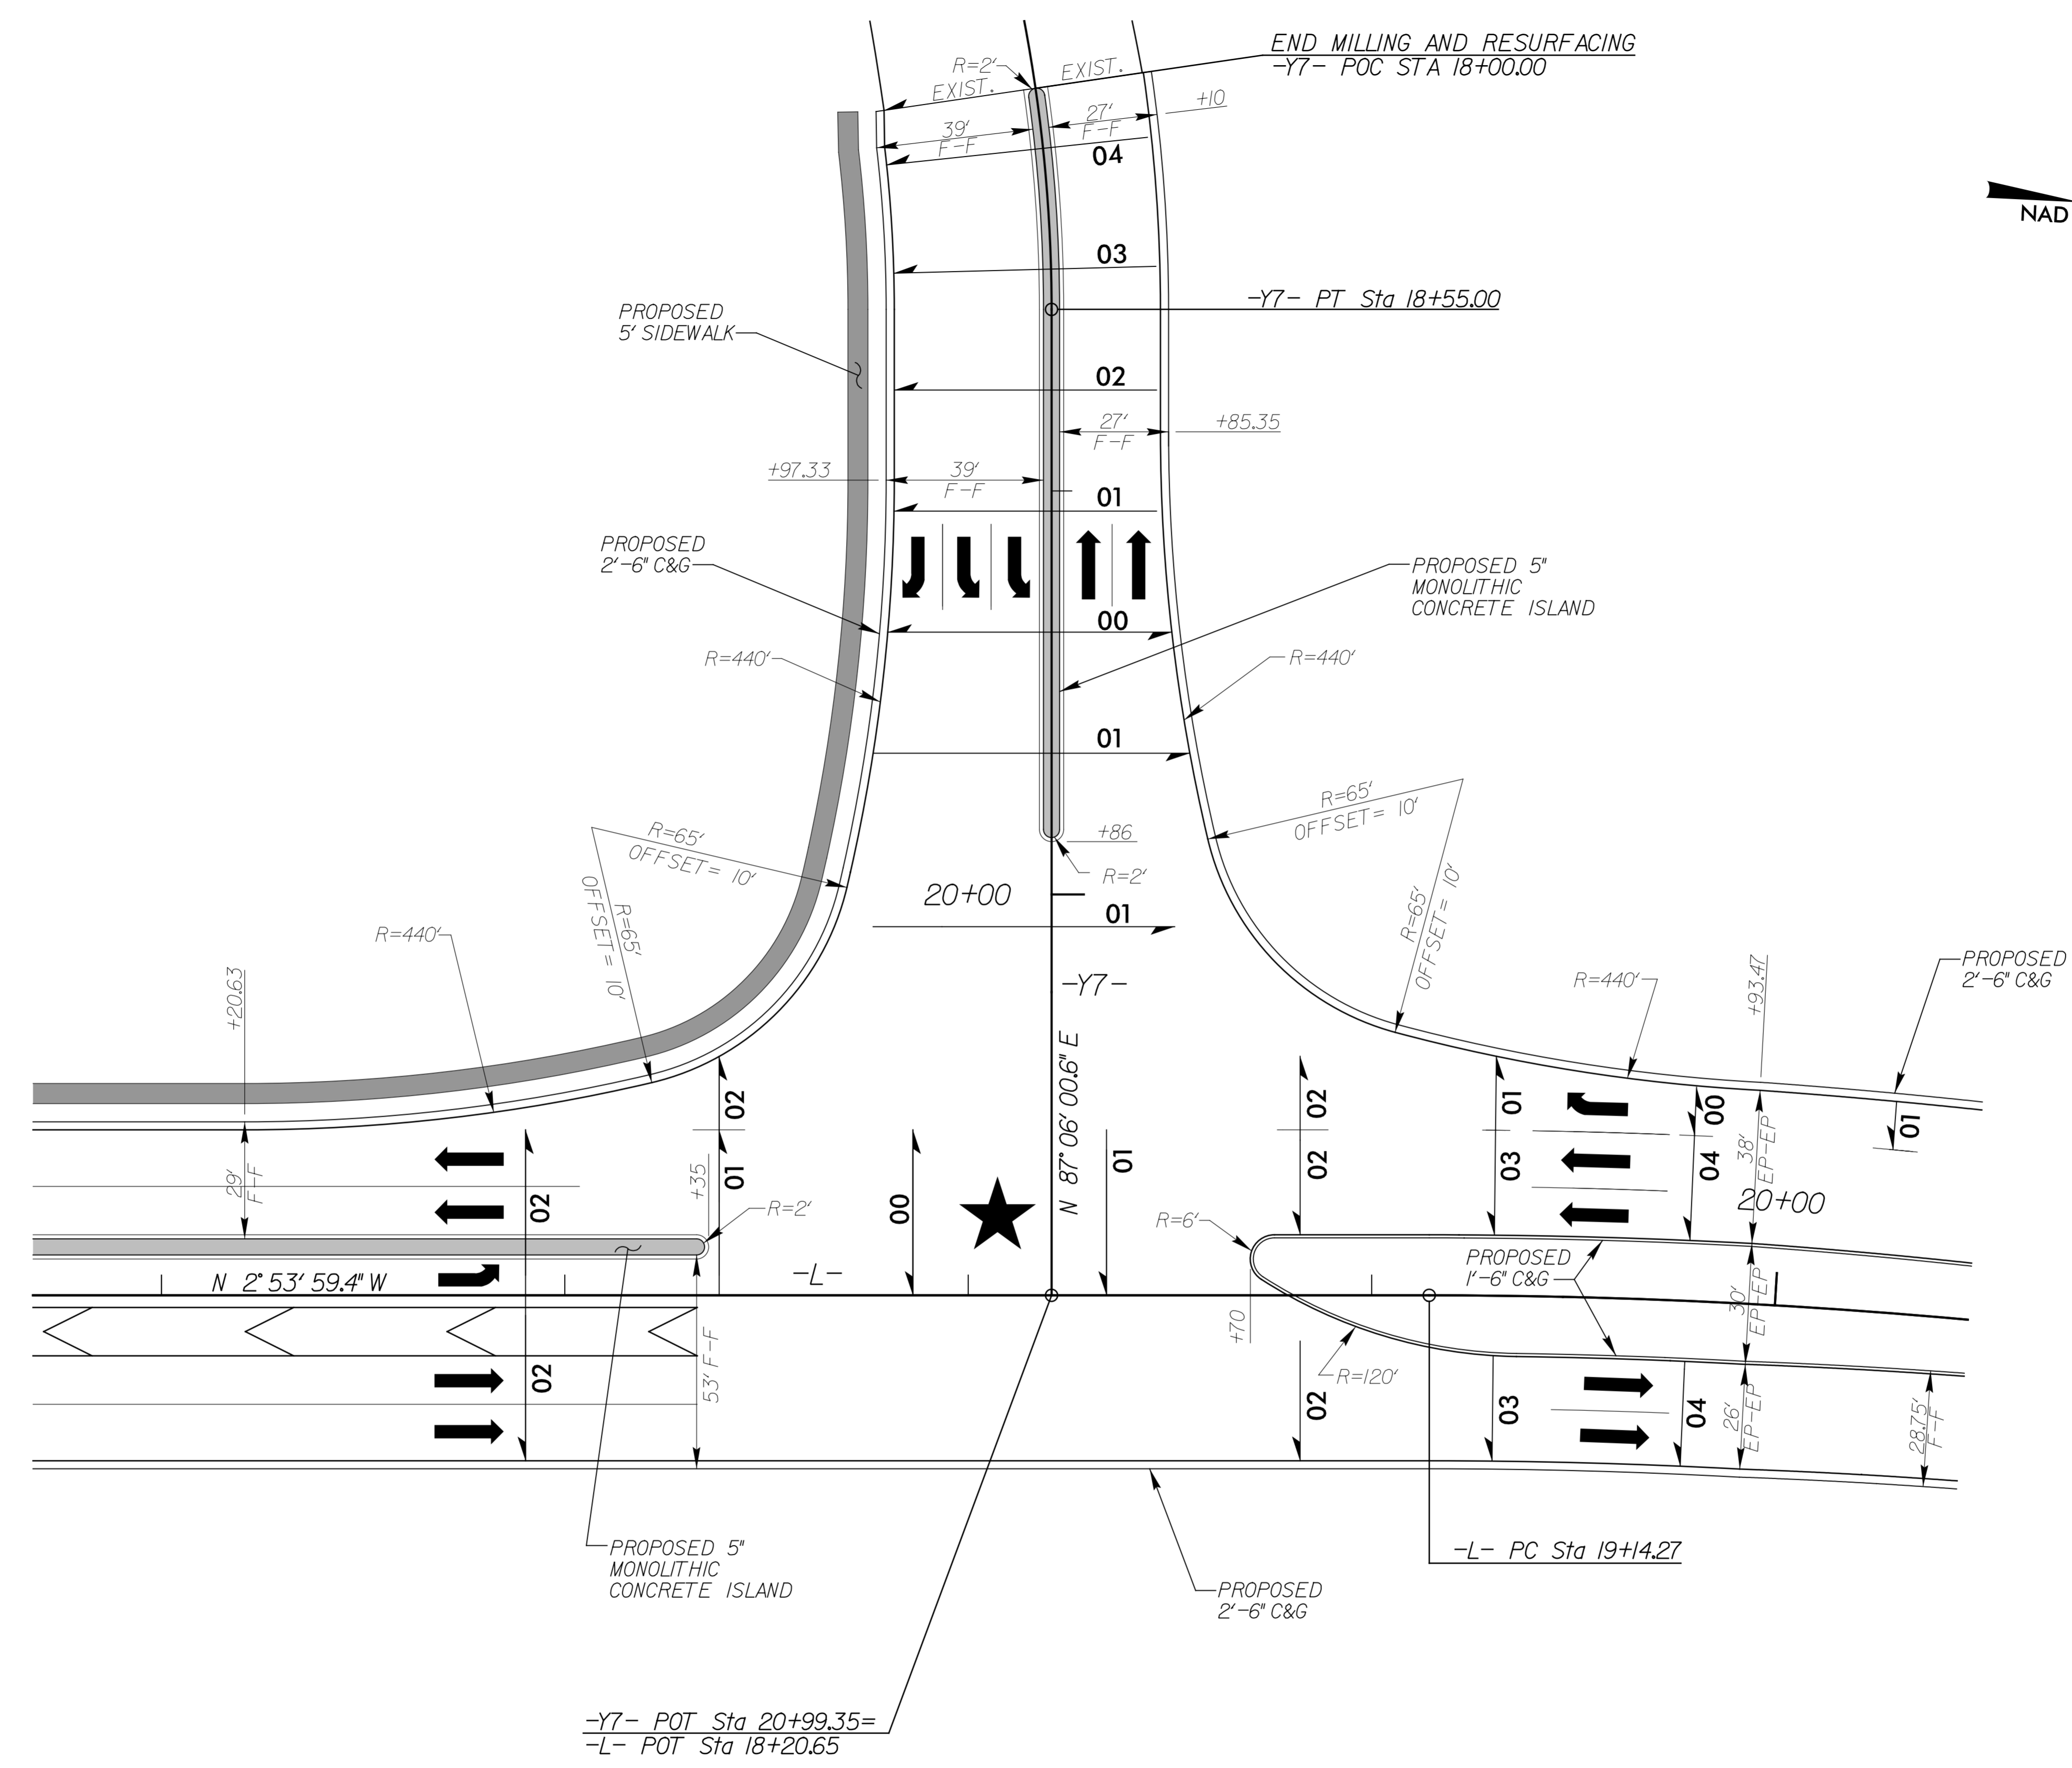 END MILLING AND RESURFACING
-Y7- POC STA 18+00.00
R=2'
EXIST.
EXIST.
+10
27'
F-F
39'
F-F
04
NAD
03
-Y7- PT Sta 18+55.00
PROPOSED
5' SIDEWALK
02
27'
F-F
+85.35
+97.33
39'
F-F
01
PROPOSED
2'-6" C&G
PROPOSED 5"
MONOLITHIC
CONCRETE ISLAND
00
R=440'
R=440'
01
R=65'
OFFSET= 10'
R=65'
OFFSET= 10'
+86
R=2'
R=65'
OFFSET= 10'
R=65'
OFFSET= 10'
20+00
01
R=440'
+20.63
-Y7-
N 87° 06' 00.6" E
R=440'
+93.47
PROPOSED
2'-6" C&G
02
02
01
00
01
29'
F-F
02
+35
01
R=2'
00
01
02
03
04
38'
EP-EP
20+00
R=6'
PROPOSED
1'-6" C&G
N 2° 53' 59.4" W
-L-
+70
30'
EP-EP
02
53' F-F
02
R=120'
03
04
26'
EP-EP
28.75'
F-F
PROPOSED 5"
MONOLITHIC
CONCRETE ISLAND
-L- PC Sta 19+14.27
PROPOSED
2'-6" C&G
-Y7- POT Sta 20+99.35=
-L- POT Sta 18+20.65